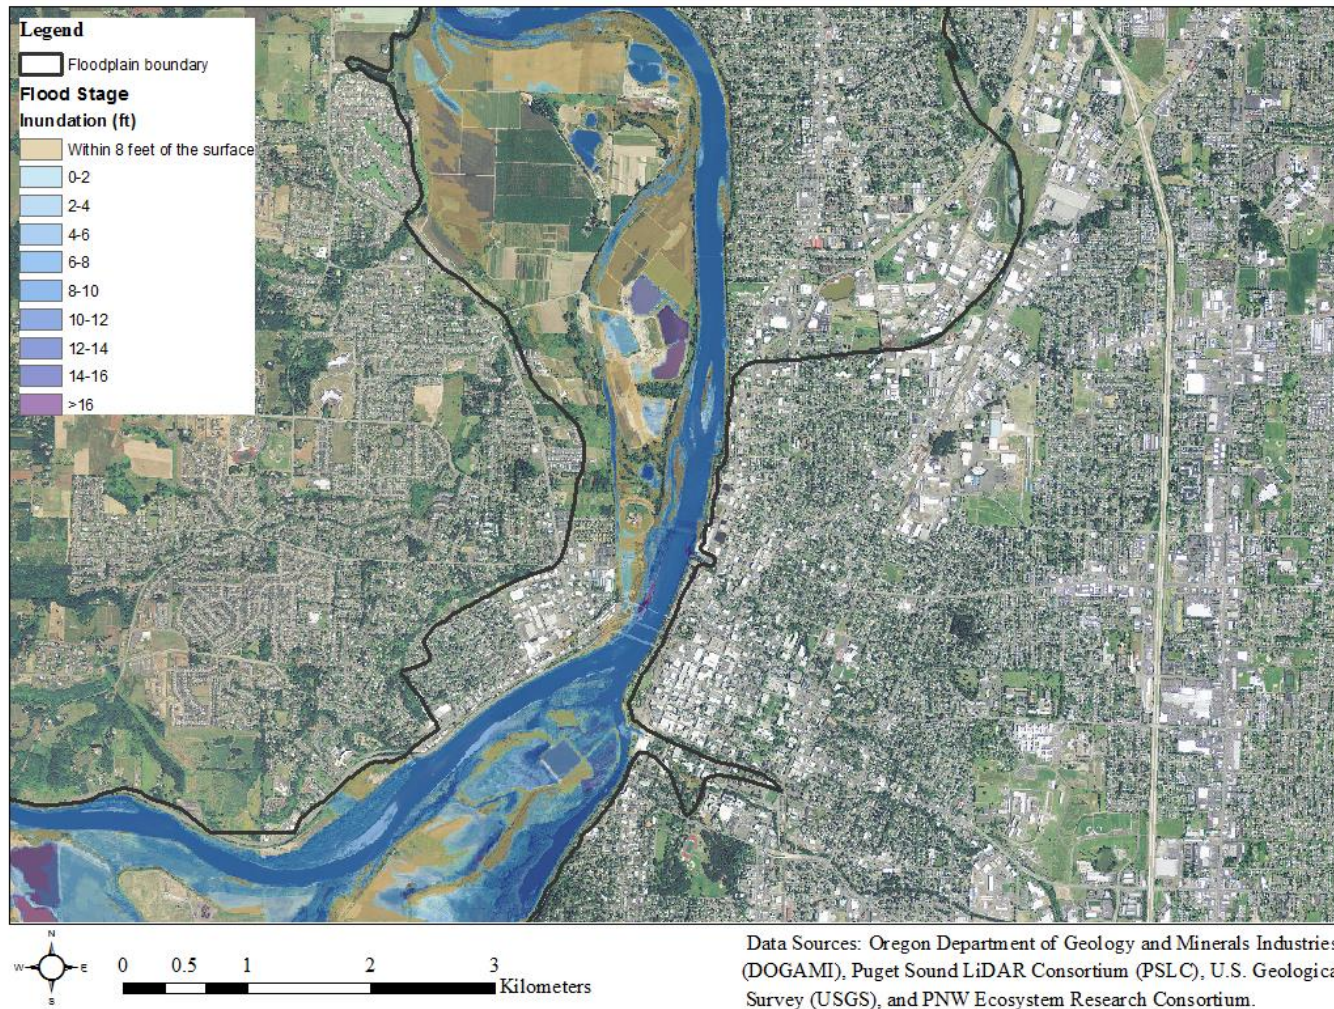 Legend
Floodplain boundary
Flood Stage
Inundation (ft)
Within 8 feet of the surface
0-2
2-4
4-6
6-8
8-10
10-12
12-14
14-16
>16
N
W E
S
0 0.5 1 2 3
Kilometers
Data Sources: Oregon Department of Geology and Minerals Industries
(DOGAMI), Puget Sound LiDAR Consortium (PSLC), U.S. Geologica
Survey (USGS), and PNW Ecosystem Research Consortium.